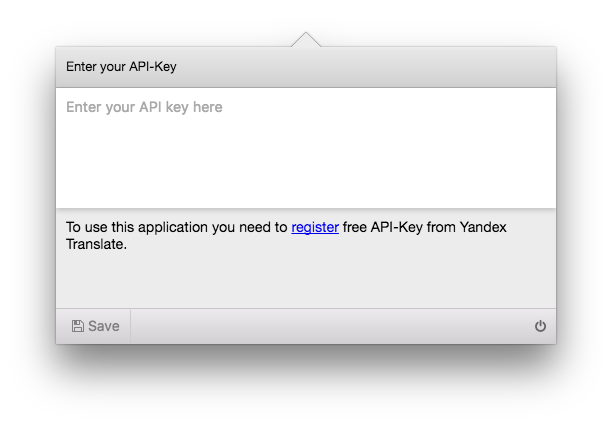 Enter your API-Key
Enter your API key here
To use this application you need to register free API-Key from Yandex
Translate.
Save